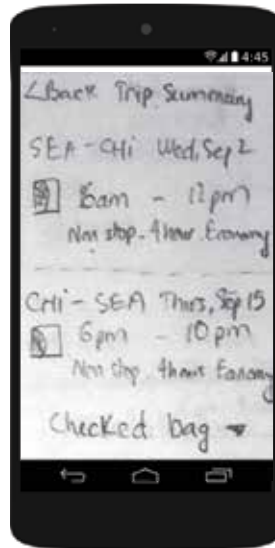 4:45
<Back Trip Summary
SEA-CHi Wed, Sep 2
8am - 12pm
Non stop. 4 hour. Economy
CHi-SEA Thurs, Sep 15
6pm - 10pm
Non stop. 4 hour Economy
Checked bag